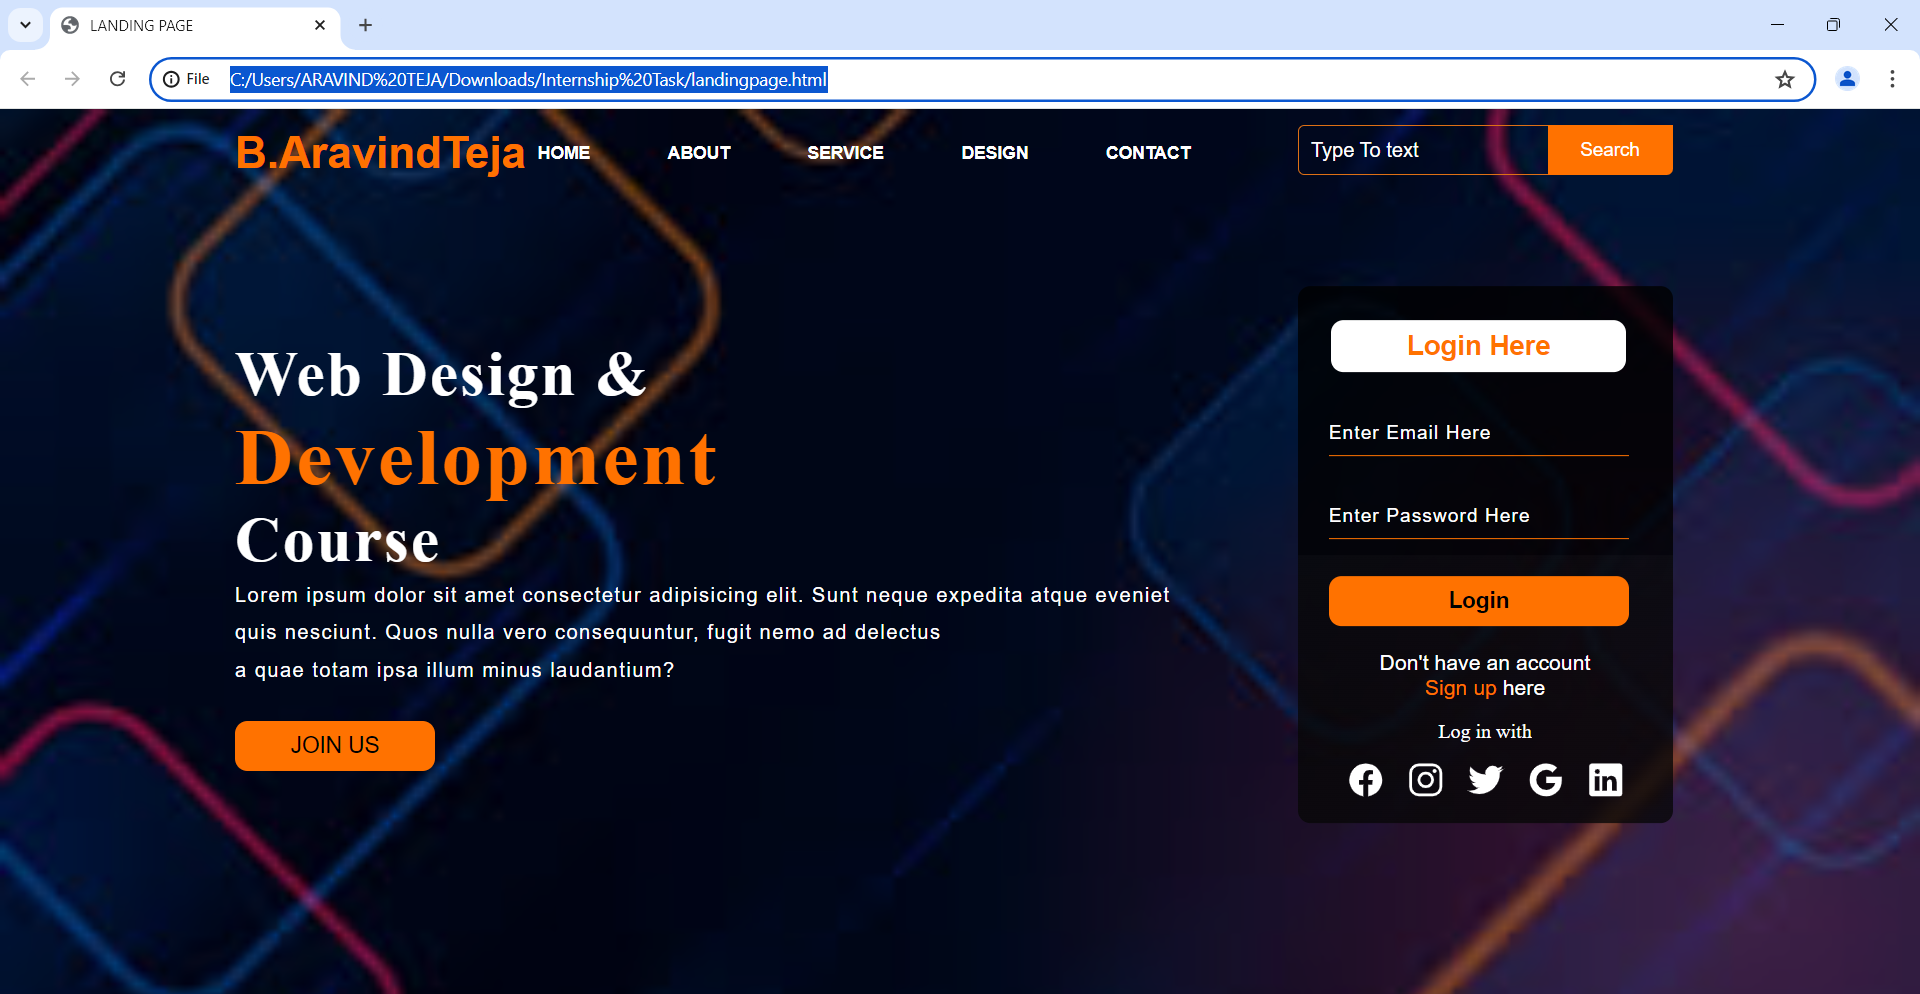 LANDING PAGE
File C:/Users/ARAVIND%20TEJA/Downloads/Internship%20Task/landingpage.html
B.AravindTeja HOME ABOUT SERVICE DESIGN CONTACT Type To text Search
Web Design &
Development
Course
Lorem ipsum dolor sit amet consectetur adipisicing elit. Sunt neque expedita atque eveniet
quis nesciunt. Quos nulla vero consequuntur, fugit nemo ad delectus
a quae totam ipsa illum minus laudantium?
JOIN US
Login Here
Enter Email Here
Enter Password Here
Login
Don't have an account
Sign up here
Log in with